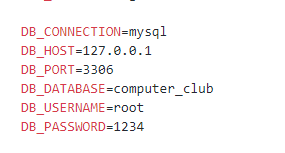 DB_CONNECTION=mysql
DB_HOST=127.0.0.1
DB_PORT=3306
DB_DATABASE=computer_club
DB_USERNAME=root
DB_PASSWORD=1234